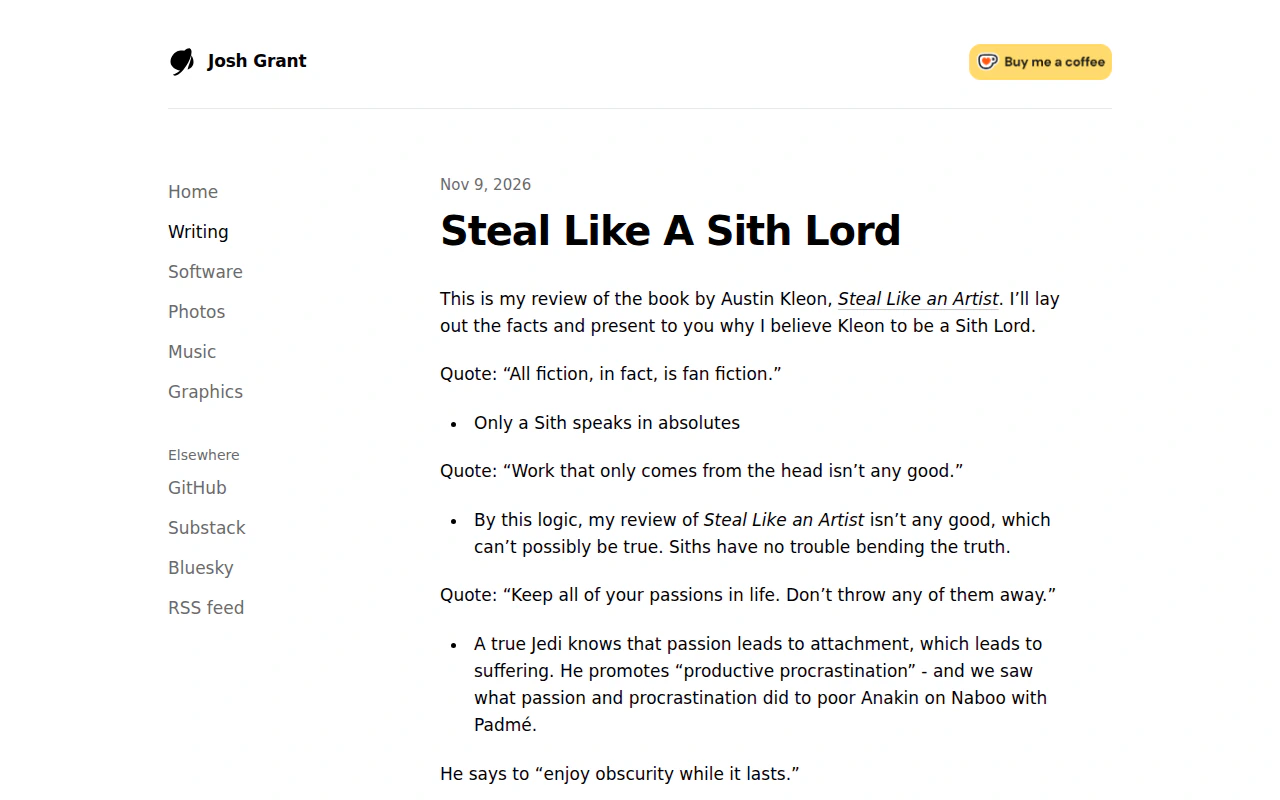 Josh Grant
Buy me a coffee
Home
Writing
Software
Photos
Music
Graphics
Elsewhere
GitHub
Substack
Bluesky
RSS feed
Nov 9, 2026
Steal Like A Sith Lord
This is my review of the book by Austin Kleon, Steal Like an Artist. I’ll lay
out the facts and present to you why I believe Kleon to be a Sith Lord.
Quote: “All fiction, in fact, is fan fiction.”
• Only a Sith speaks in absolutes
Quote: “Work that only comes from the head isn’t any good.”
• By this logic, my review of Steal Like an Artist isn’t any good, which
can’t possibly be true. Siths have no trouble bending the truth.
Quote: “Keep all of your passions in life. Don’t throw any of them away.”
• A true Jedi knows that passion leads to attachment, which leads to
suffering. He promotes “productive procrastination” - and we saw
what passion and procrastination did to poor Anakin on Naboo with
Padmé.
He says to “enjoy obscurity while it lasts.”